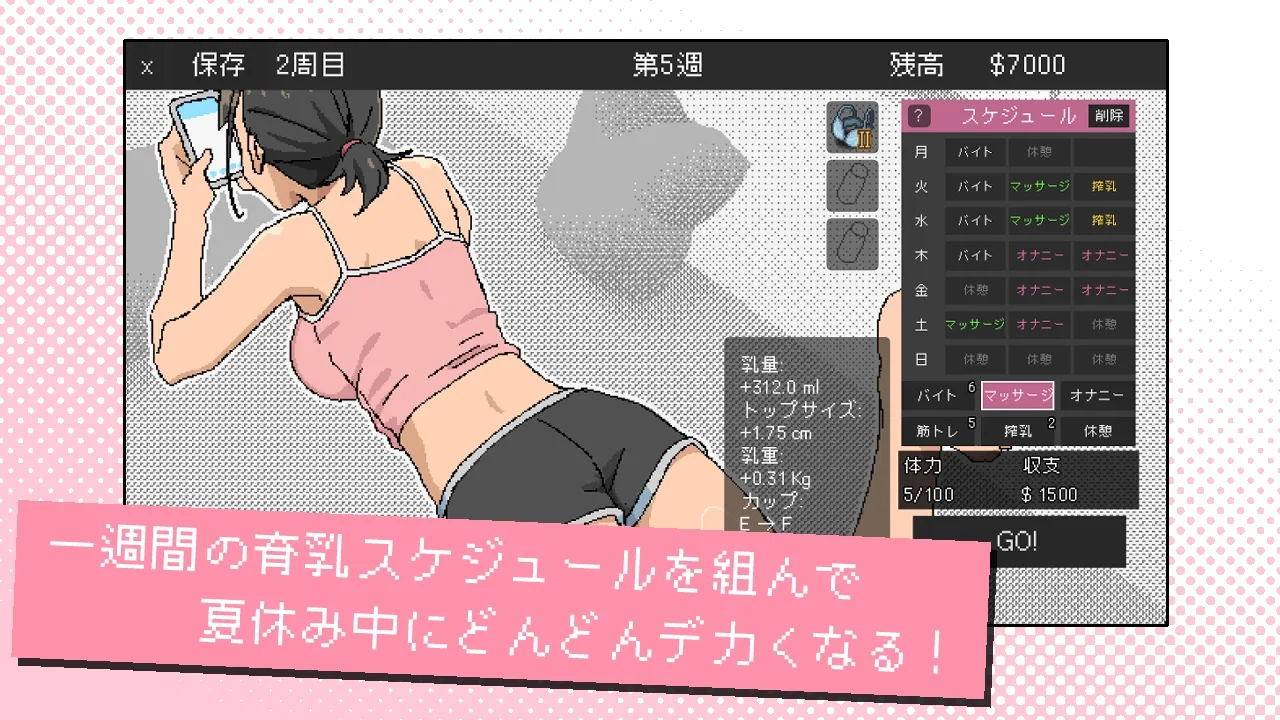 x 保存 2周目 第5週 残高 $7000
? スケジュール 削除
月 バイト 休憩
火 バイト マッサージ 搾乳
水 バイト マッサージ 搾乳
木 バイト オナニー オナニー
金 休憩 オナニー オナニー
土 マッサージ オナニー 休憩
日 休憩 休憩 休憩
バイト 6 マッサージ オナニー
筋トレ 5 搾乳 2 休憩
体力 収支
5/100 $ 1500
GO!
II
乳量:
+312.0 ml
トップサイズ:
+1.75 cm
乳重:
+0.31 Kg
カップ:
E → F
一週間の育乳スケジュールを組んで
夏休み中にどんどんデカくなる!